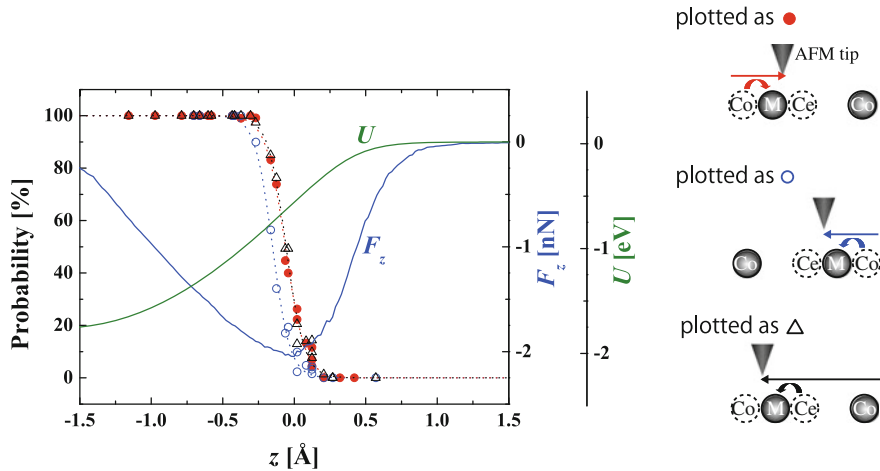 plotted as
AFM tip
Co M Ce Co
plotted as
Co Ce M Co
plotted as
Co M Ce Co
Probability [%]
100
80
60
40
20
0
-1.5 -1.0 -0.5 0.0 0.5 1.0 1.5
z [Å]
U
F_z
0
-1
-2
F_z [nN]
0
-1
-2
U [eV]